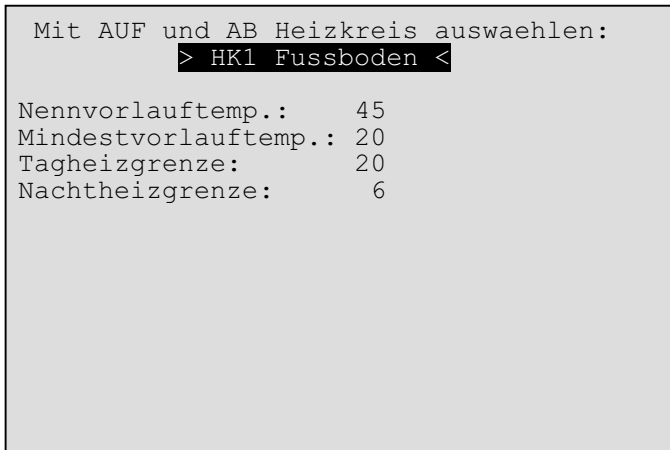 Mit AUF und AB Heizkreis auswaehlen:
> HK1 Fussboden <
Nennvorlauftemp.: 45
Mindestvorlauftemp.: 20
Tagheizgrenze: 20
Nachtheizgrenze: 6